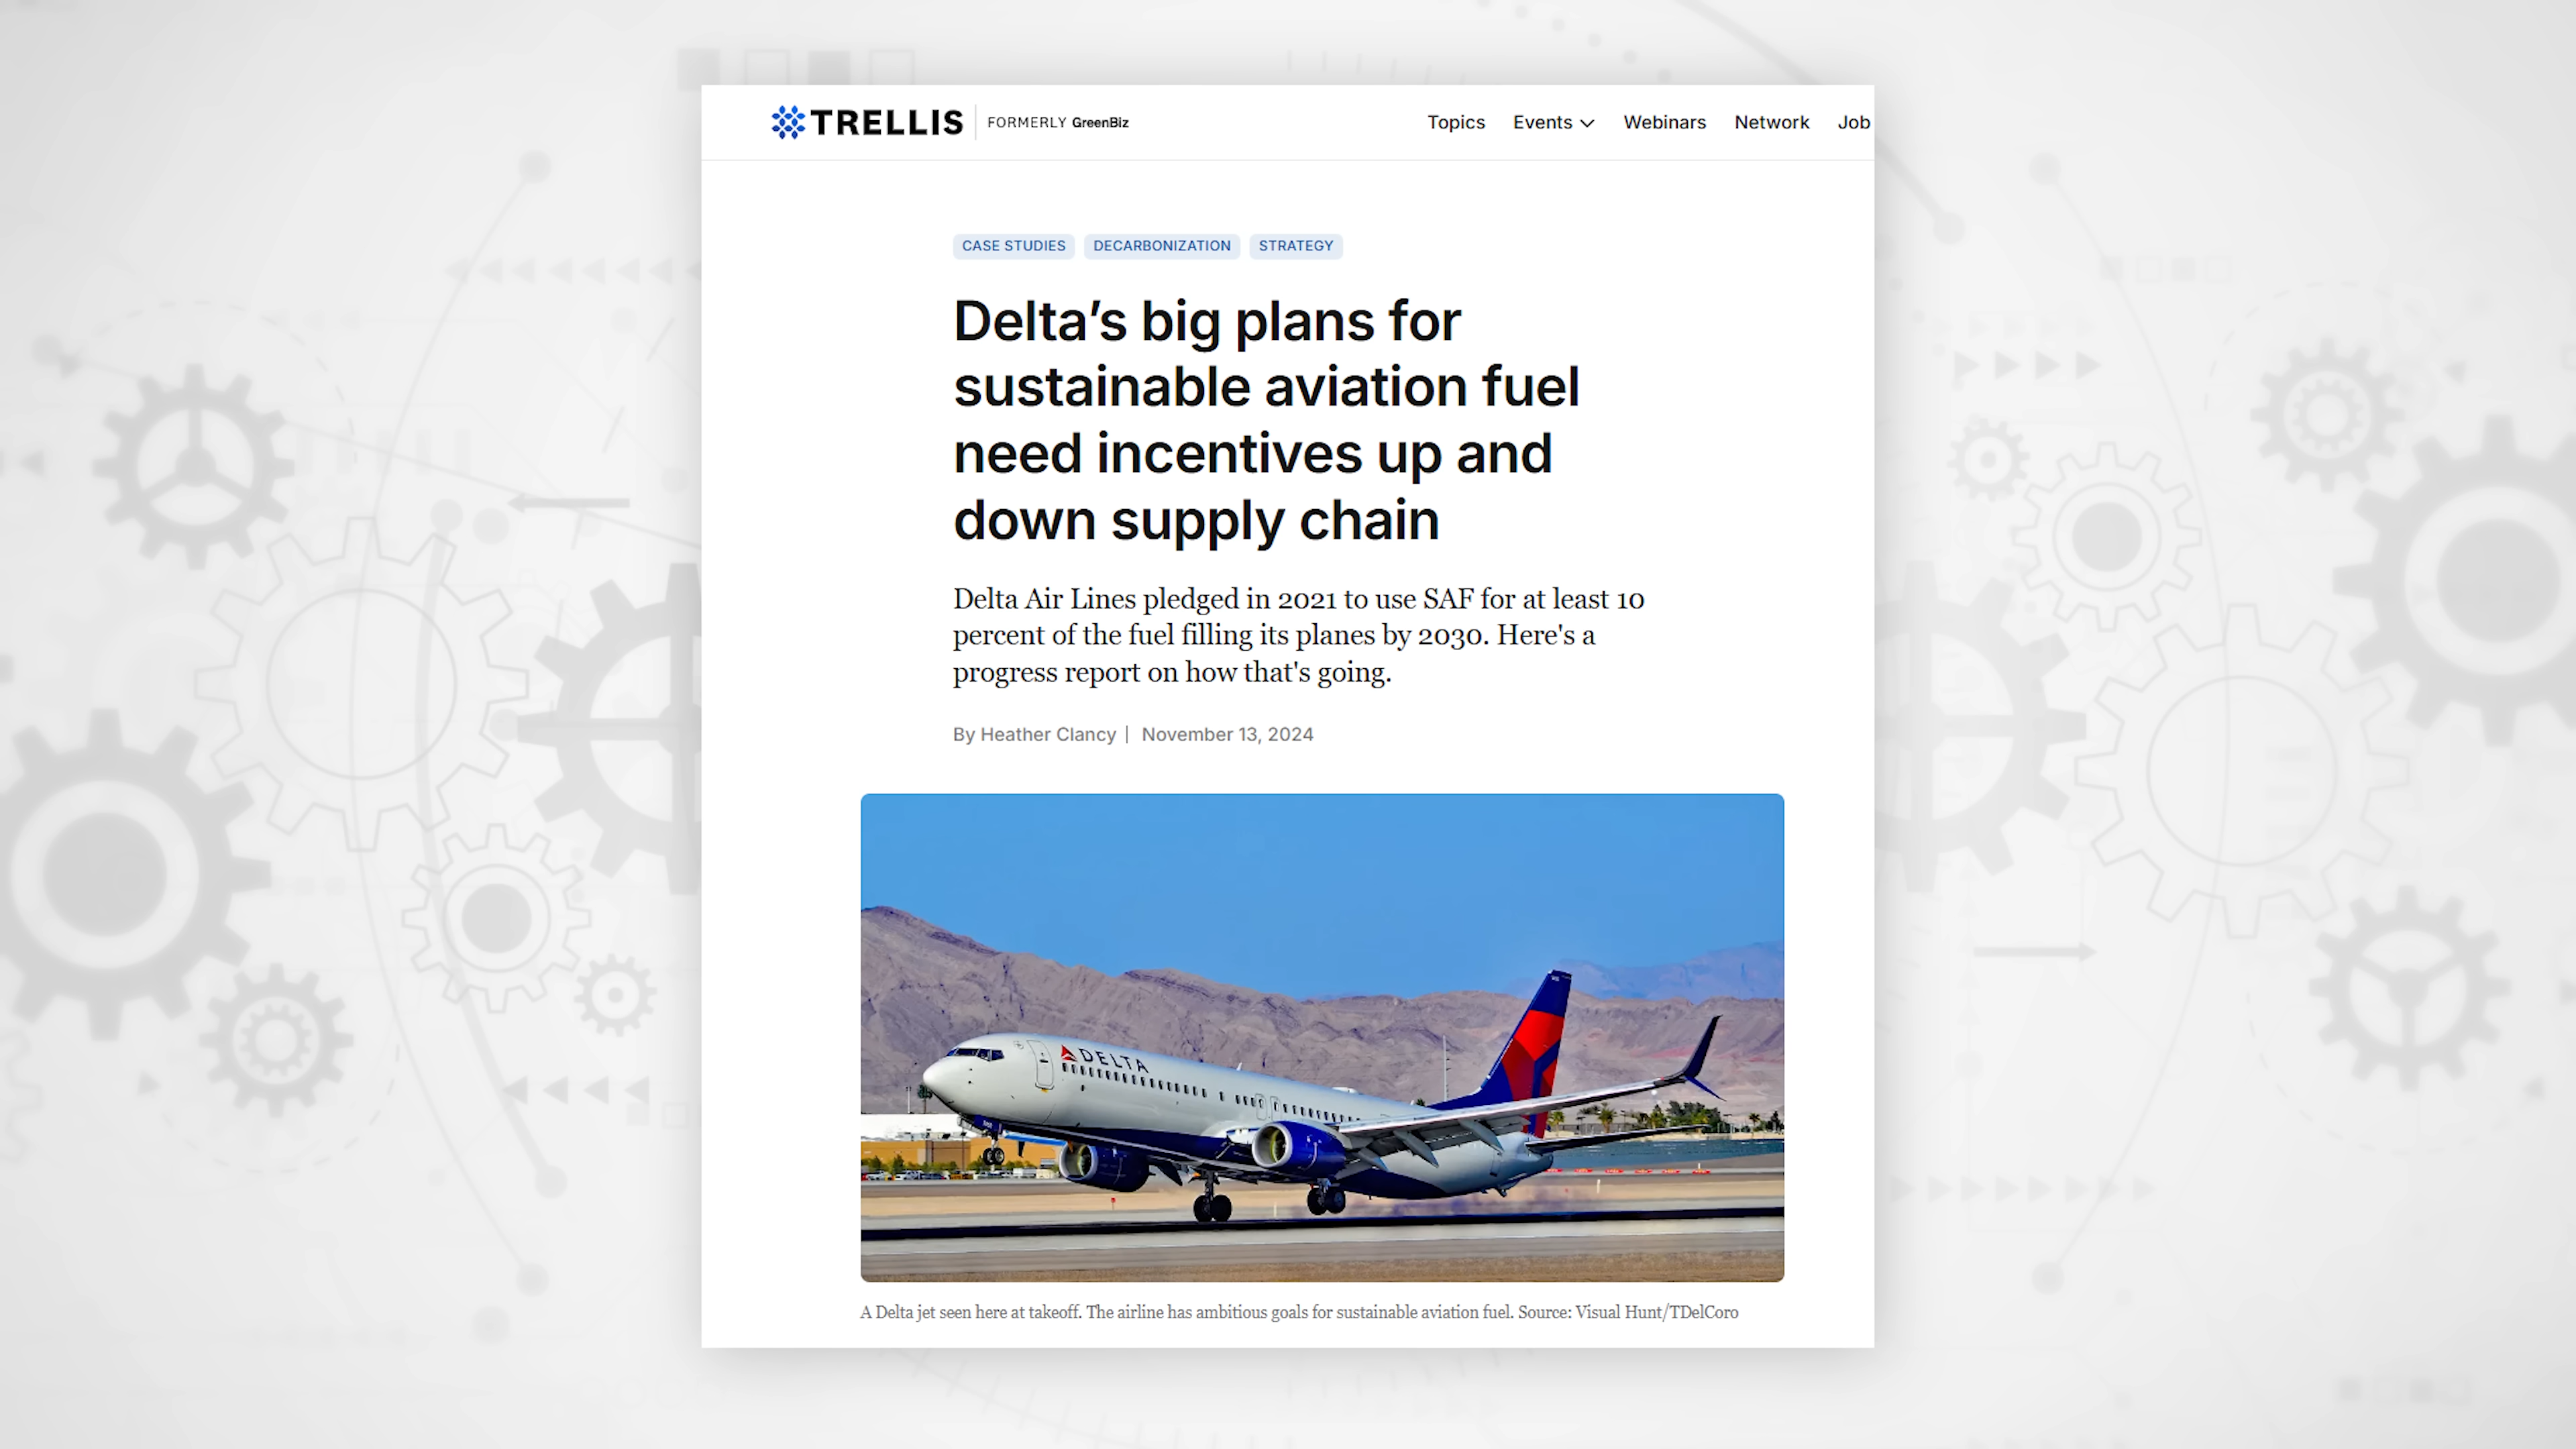 TRELLIS FORMERLY GreenBiz Topics Events Webinars Network Job
CASE STUDIES DECARBONIZATION STRATEGY
Delta’s big plans for
sustainable aviation fuel
need incentives up and
down supply chain
Delta Air Lines pledged in 2021 to use SAF for at least 10
percent of the fuel filling its planes by 2030. Here's a
progress report on how that's going.
By Heather Clancy | November 13, 2024
DELTA
A Delta jet seen here at takeoff. The airline has ambitious goals for sustainable aviation fuel. Source: Visual Hunt/TDelCoro